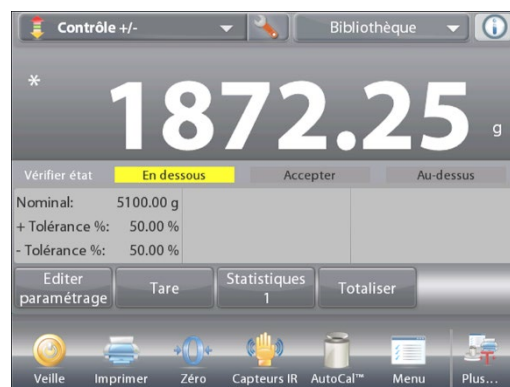 Contrôle +/- Bibliothèque
* 1872.25 g
Vérifier état En dessous Accepter Au-dessus
Nominal: 5100.00 g
+ Tolérance %: 50.00 %
- Tolérance %: 50.00 %
Editer
paramétrage
Tare
Statistiques
1
Totaliser
Veille Imprimer Zéro Capteurs IR AutoCal™ Menu Plus...